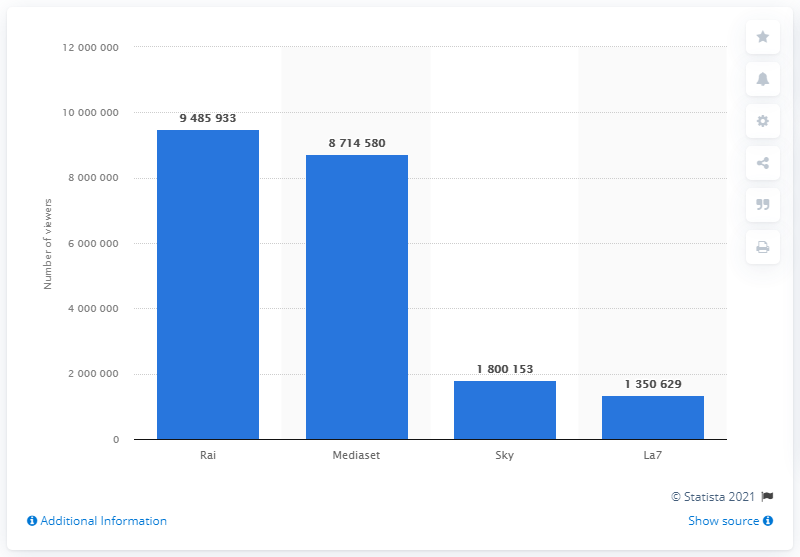 12 000 000
10 000 000
8 000 000
6 000 000
4 000 000
2 000 000
0
Number of viewers
9 485 933
8 714 580
1 800 153
1 350 629
Rai
Mediaset
Sky
La7
© Statista 2021
Additional Information
Show source